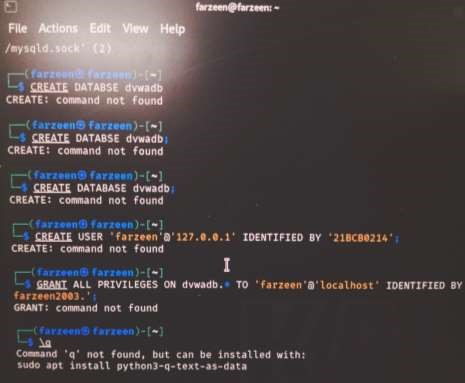 farzeen@farzeen: ~
File Actions Edit View Help
/mysqld.sock' (2)
┌──(farzeen㉿farzeen)-[~]
└─$ CREATE DATABSE dvwadb
CREATE: command not found
┌──(farzeen㉿farzeen)-[~]
└─$ CREATE DATABSE dvwadb;
CREATE: command not found
┌──(farzeen㉿farzeen)-[~]
└─$ CREATE DATABASE dvwadb;
CREATE: command not found
┌──(farzeen㉿farzeen)-[~]
└─$ CREATE USER 'farzeen'@'127.0.0.1' IDENTIFIED BY '21BCB0214';
CREATE: command not found
┌──(farzeen㉿farzeen)-[~]
└─$ GRANT ALL PRIVILEGES ON dvwadb.* TO 'farzeen'@'localhost' IDENTIFIED BY
farzeen2003.';
GRANT: command not found
┌──(farzeen㉿farzeen)-[~]
└─$ \q
Command 'q' not found, but can be installed with:
sudo apt install python3-q-text-as-data